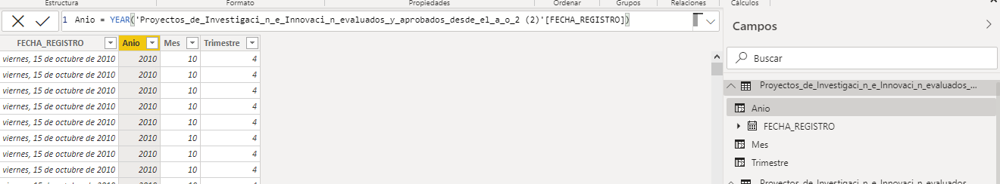 Estructura Formato Propiedades Ordenar Grupos Relaciones Cálculos
1 Anio = YEAR('Proyectos_de_Investigaci_n_e_Innovaci_n_evaluados_y_aprobados_desde_el_a_o_2 (2)'[FECHA_REGISTRO])
FECHA_REGISTRO Anio Mes Trimestre
viernes, 15 de octubre de 2010 2010 10 4
viernes, 15 de octubre de 2010 2010 10 4
viernes, 15 de octubre de 2010 2010 10 4
viernes, 15 de octubre de 2010 2010 10 4
viernes, 15 de octubre de 2010 2010 10 4
viernes, 15 de octubre de 2010 2010 10 4
viernes, 15 de octubre de 2010 2010 10 4
viernes, 15 de octubre de 2010 2010 10 4
viernes, 15 de octubre de 2010 2010 10 4
Campos
Buscar
Proyectos_de_Investigaci_n_e_Innovaci_n_evaluados_...
Anio
FECHA_REGISTRO
Mes
Trimestre
Proyectos_de_Investigaci_n_e_Innovaci_n_evaluados